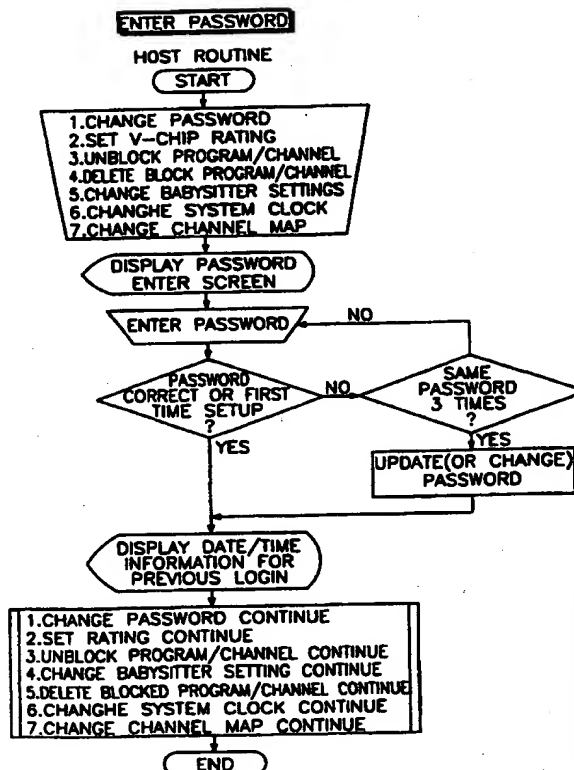 ENTER PASSWORD
HOST ROUTINE
START
1.CHANGE PASSWORD
2.SET V-CHIP RATING
3.UNBLOCK PROGRAM/CHANNEL
4.DELETE BLOCK PROGRAM/CHANNEL
5.CHANGE BABYSITTER SETTINGS
6.CHANGHE SYSTEM CLOCK
7.CHANGE CHANNEL MAP
DISPLAY PASSWORD
ENTER SCREEN
ENTER PASSWORD
NO
PASSWORD
CORRECT OR FIRST
TIME SETUP
?
NO
SAME
PASSWORD
3 TIMES
?
YES
YES
UPDATE(OR CHANGE)
PASSWORD
DISPLAY DATE/TIME
INFORMATION FOR
PREVIOUS LOGIN
1.CHANGE PASSWORD CONTINUE
2.SET RATING CONTINUE
3.UNBLOCK PROGRAM/CHANNEL CONTINUE
4.CHANGE BABYSITTER SETTING CONTINUE
5.DELETE BLOCKED PROGRAM/CHANNEL CONTINUE
6.CHANGHE SYSTEM CLOCK CONTINUE
7.CHANGE CHANNEL MAP CONTINUE
END